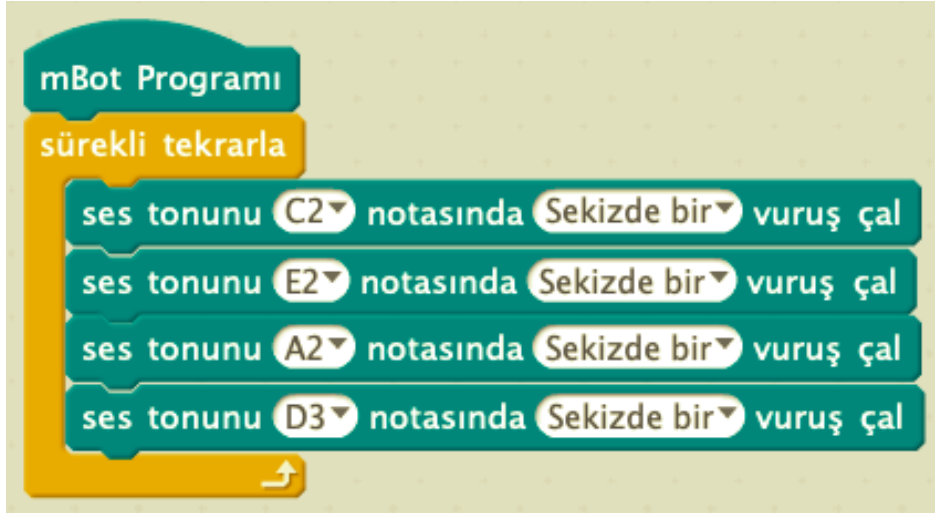 mBot Programı
sürekli tekrarla
ses tonunu C2 notasında Sekizde bir vuruş çal
ses tonunu E2 notasında Sekizde bir vuruş çal
ses tonunu A2 notasında Sekizde bir vuruş çal
ses tonunu D3 notasında Sekizde bir vuruş çal